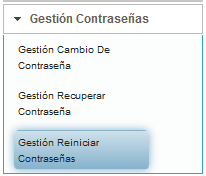 Gestión Contraseñas
Gestión Cambio De
Contraseña
Gestión Recuperar
Contraseña
Gestión Reiniciar
Contraseñas